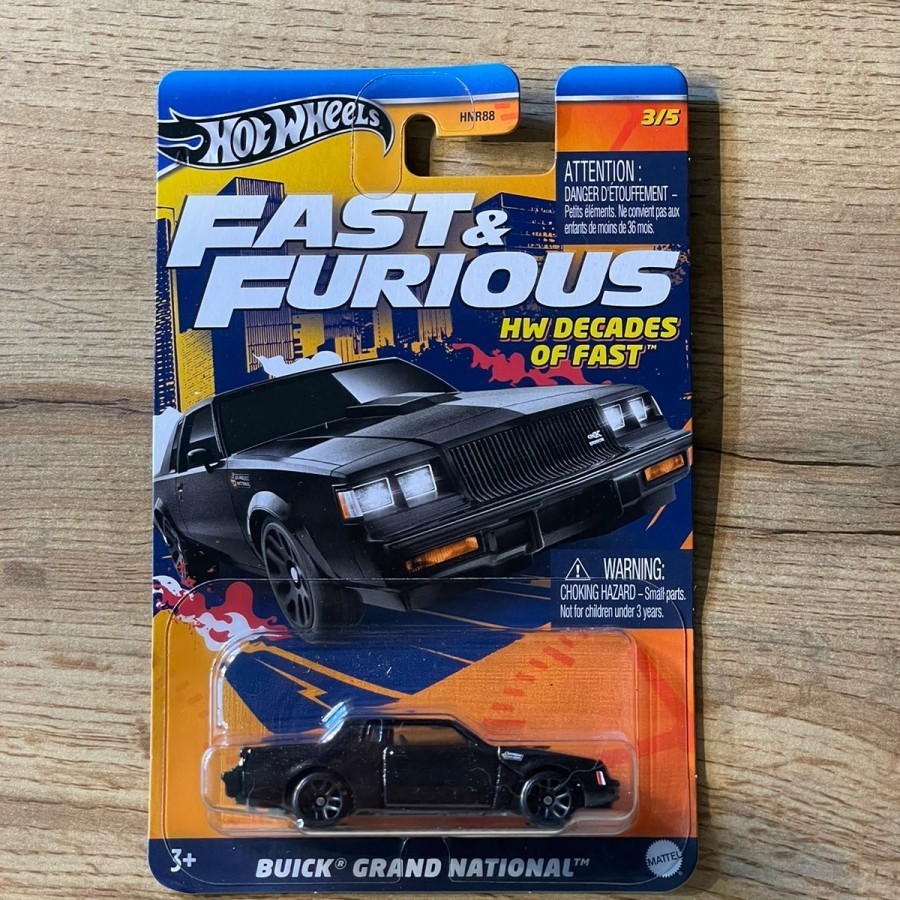 HOT WHEELS
HNR88
3/5
ATTENTION :
DANGER D'ÉTOUFFEMENT –
Petits éléments. Ne convient pas aux
enfants de moins de 36 mois.
FAST &
FURIOUS
HW DECADES
OF FAST™
WARNING:
CHOKING HAZARD – Small parts.
Not for children under 3 years.
3+
BUICK® GRAND NATIONAL™
MATTEL